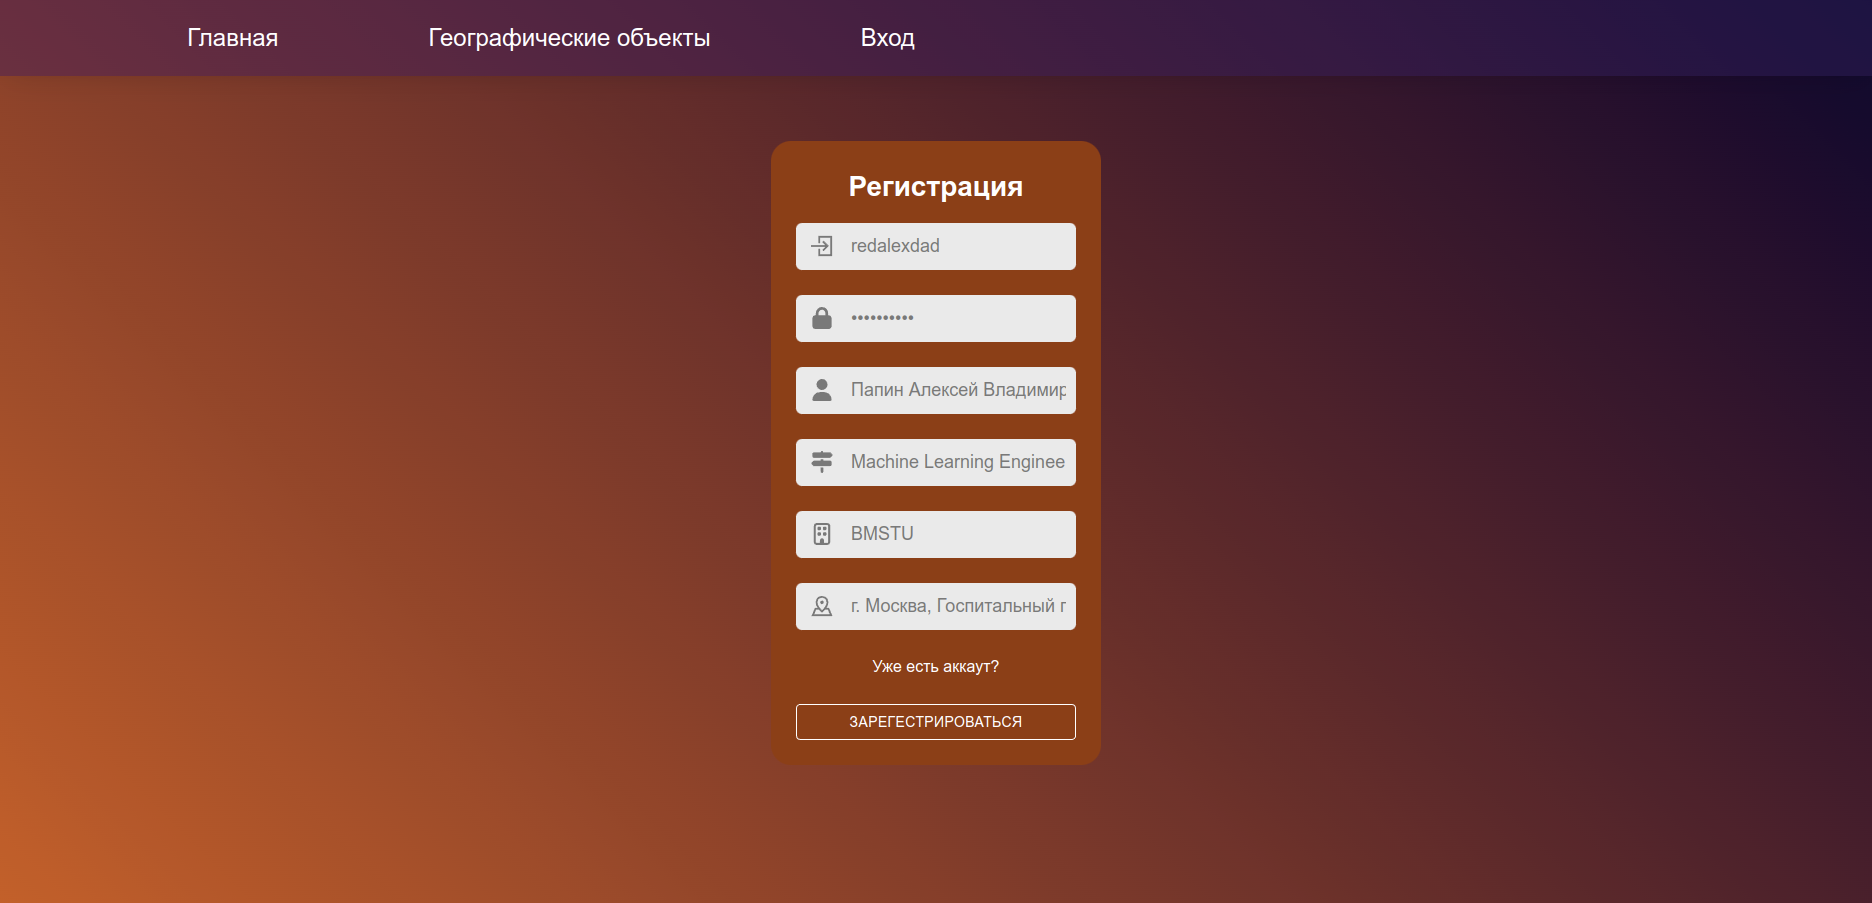 Главная Географические объекты Вход
Регистрация
redalexdad
••••••••••
Папин Алексей Владимир
Machine Learning Enginee
BMSTU
г. Москва, Госпитальный п
Уже есть аккаут?
ЗАРЕГЕСТРИРОВАТЬСЯ